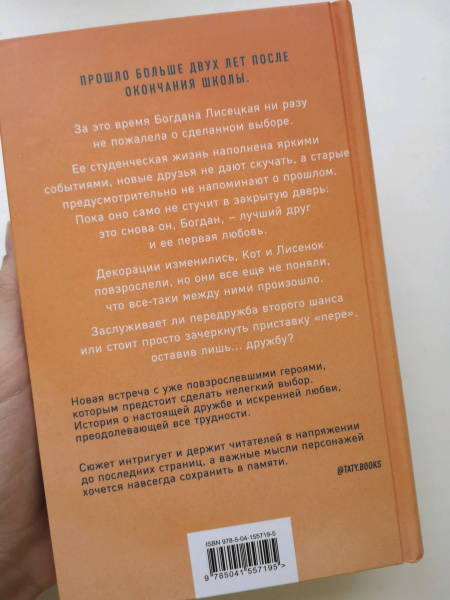 ПРОШЛО БОЛЬШЕ ДВУХ ЛЕТ ПОСЛЕ
ОКОНЧАНИЯ ШКОЛЫ.
За это время Богдана Лисецкая ни разу
не пожалела о сделанном выборе.
Ее студенческая жизнь наполнена яркими
событиями, новые друзья не дают скучать, а старые
предусмотрительно не напоминают о прошлом.
Пока оно само не стучит в закрытую дверь:
это снова он, Богдан, – лучший друг
и ее первая любовь.
Декорации изменились, Кот и Лисенок
повзрослели, но они все еще не поняли,
что все-таки между ними произошло.
Заслуживает ли передружба второго шанса
или стоит просто зачеркнуть приставку «пере»,
оставив лишь... дружбу?
Новая встреча с уже повзрослевшими героями,
которым предстоит сделать нелегкий выбор.
История о настоящей дружбе и искренней любви,
преодолевающей все трудности.
Сюжет интригует и держит читателей в напряжении
до последних страниц, а важные мысли персонажей
хочется навсегда сохранить в памяти.
@TATY.BOOKS
ISBN 978-5-04-155719-5
9 785041 557195 >